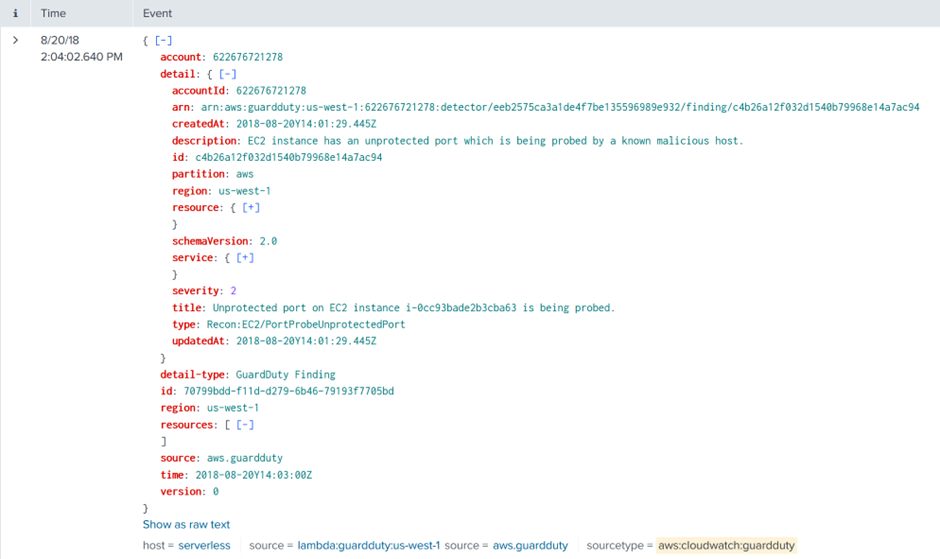 i Time Event
> 8/20/18 { [-]
2:04:02.640 PM account: 622676721278
detail: { [-]
accountId: 622676721278
arn: arn:aws:guardduty:us-west-1:622676721278:detector/eeb2575ca3a1de4f7be135596989e932/finding/c4b26a12f032d1540b79968e14a7ac94
createdAt: 2018-08-20Y14:01:29.445Z
description: EC2 instance has an unprotected port which is being probed by a known malicious host.
id: c4b26a12f032d1540b79968e14a7ac94
partition: aws
region: us-west-1
resource: { [+]
}
schemaVersion: 2.0
service: { [+]
}
severity: 2
title: Unprotected port on EC2 instance i-0cc93bade2b3cba63 is being probed.
type: Recon:EC2/PortProbeUnprotectedPort
updatedAt: 2018-08-20Y14:01:29.445Z
}
detail-type: GuardDuty Finding
id: 70799bdd-f11d-d279-6b46-79193f7705bd
region: us-west-1
resources: [ [-]
]
source: aws.guardduty
time: 2018-08-20Y14:03:00Z
version: 0
}
Show as raw text
host = serverless source = lambda:guardduty:us-west-1 source = aws.guardduty sourcetype = aws:cloudwatch:guardduty